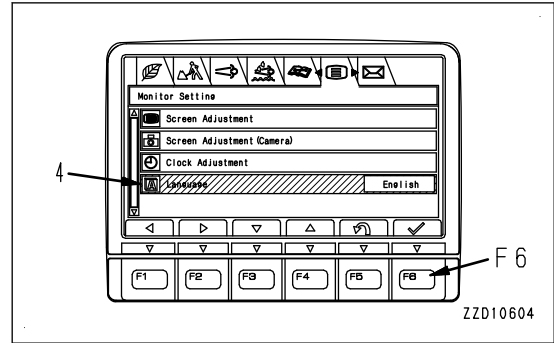 Monitor Setting
Screen Adjustment
Screen Adjustment (Camera)
Clock Adjustment
4
A Language English
F1 F2 F3 F4 F5 F6
F6
ZZD10604